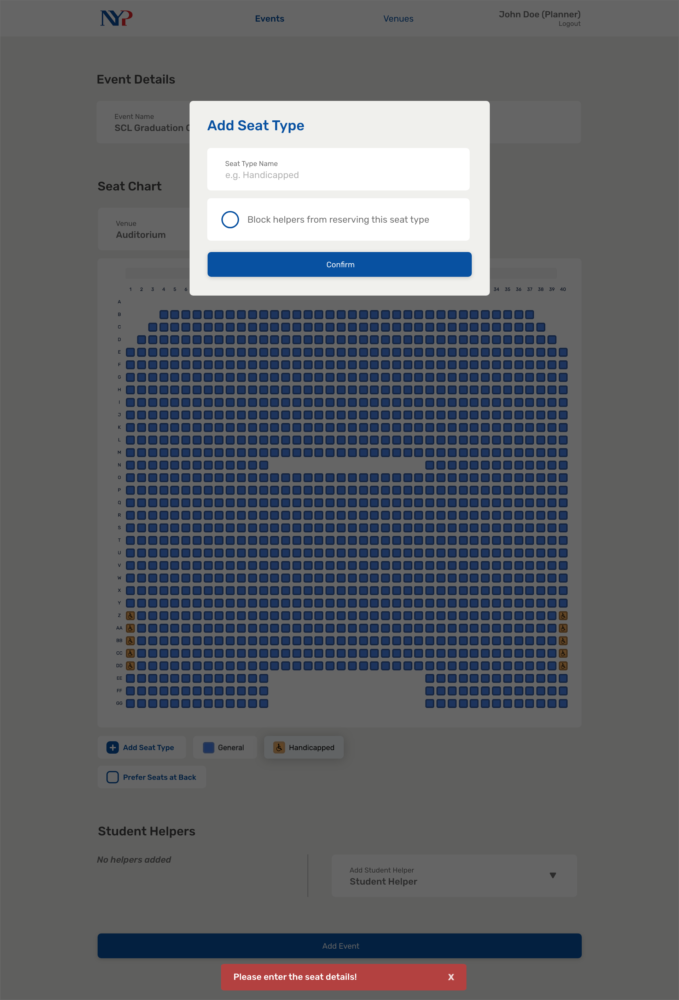 NYP
Events
Venues
John Doe (Planner)
Logout
Event Details
Event Name
SCL Graduation
Add Seat Type
Seat Type Name
e.g. Handicapped
Block helpers from reserving this seat type
Confirm
Seat Chart
Venue
Auditorium
1 2 3 4 5 6 34 35 36 37 38 39 40
A
B
C
D
E
F
G
H
I
J
K
L
M
N
O
P
Q
R
S
T
U
V
W
X
Y
Z
AA
BB
CC
DD
EE
FF
GG
Add Seat Type
General
Handicapped
Prefer Seats at Back
Student Helpers
No helpers added
Add Student Helper
Student Helper
Add Event
Please enter the seat details!
X